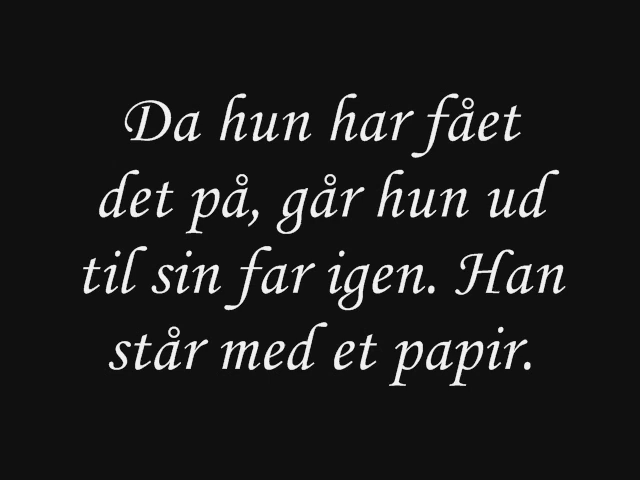 Da hun har fået
det på, går hun ud
til sin far igen. Han
står med et papir.